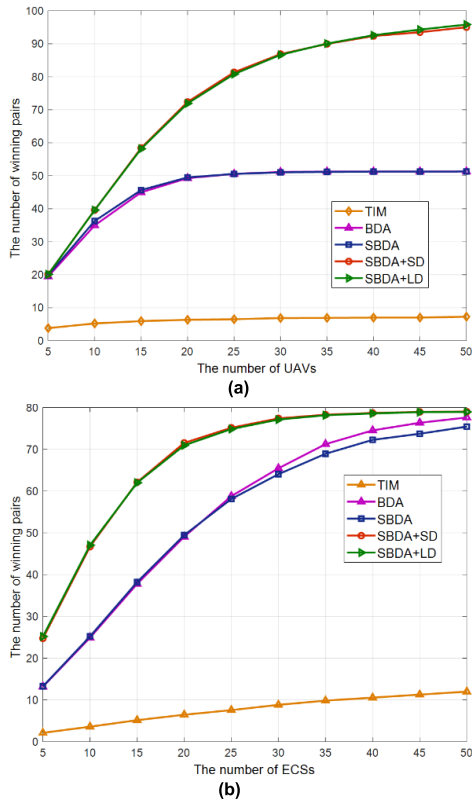 The number of winning pairs
100
90
80
70
60
50
40
30
20
10
0
TIM
BDA
SBDA
SBDA+SD
SBDA+LD
5 10 15 20 25 30 35 40 45 50
The number of UAVs
(a)
The number of winning pairs
80
70
60
50
40
30
20
10
0
TIM
BDA
SBDA
SBDA+SD
SBDA+LD
5 10 15 20 25 30 35 40 45 50
The number of ECSs
(b)